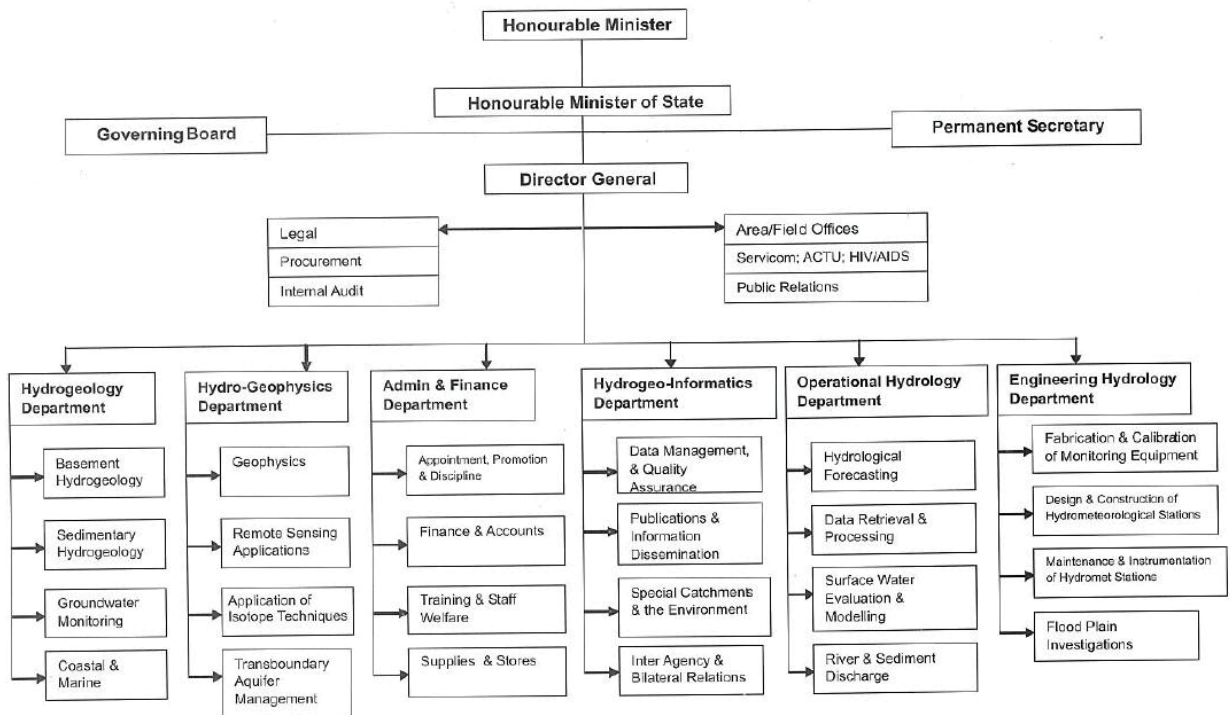 Honourable Minister
Honourable Minister of State
Governing Board
Permanent Secretary
Director General
Legal
Procurement
Internal Audit
Area/Field Offices
Servicom; ACTU; HIV/AIDS
Public Relations
Hydrogeology
Department
Basement
Hydrogeology
Sedimentary
Hydrogeology
Groundwater
Monitoring
Coastal &
Marine
Hydro-Geophysics
Department
Geophysics
Remote Sensing
Applications
Application of
Isotope Techniques
Transboundary
Aquifer
Management
Admin & Finance
Department
Appointment, Promotion
& Discipline
Finance & Accounts
Training & Staff
Welfare
Supplies & Stores
Hydrogeo-Informatics
Department
Data Management,
& Quality
Assurance
Publications &
Information
Dissemination
Special Catchments
& the Environment
Inter Agency &
Bilateral Relations
Operational Hydrology
Department
Hydrological
Forecasting
Data Retrieval &
Processing
Surface Water
Evaluation &
Modelling
River & Sediment
Discharge
Engineering Hydrology
Department
Fabrication & Calibration
of Monitoring Equipment
Design & Construction of
Hydrometeorological Stations
Maintenance & Instrumentation
of Hydromet Stations
Flood Plain
Investigations